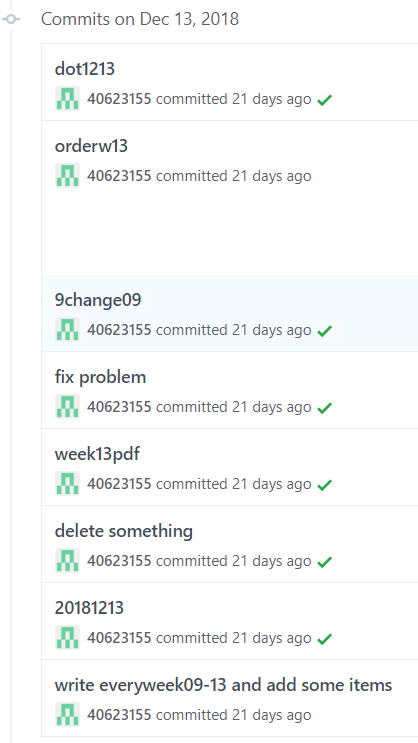 Commits on Dec 13, 2018
dot1213
40623155 committed 21 days ago
orderw13
40623155 committed 21 days ago
9change09
40623155 committed 21 days ago
fix problem
40623155 committed 21 days ago
week13pdf
40623155 committed 21 days ago
delete something
40623155 committed 21 days ago
20181213
40623155 committed 21 days ago
write everyweek09-13 and add some items
40623155 committed 21 days ago